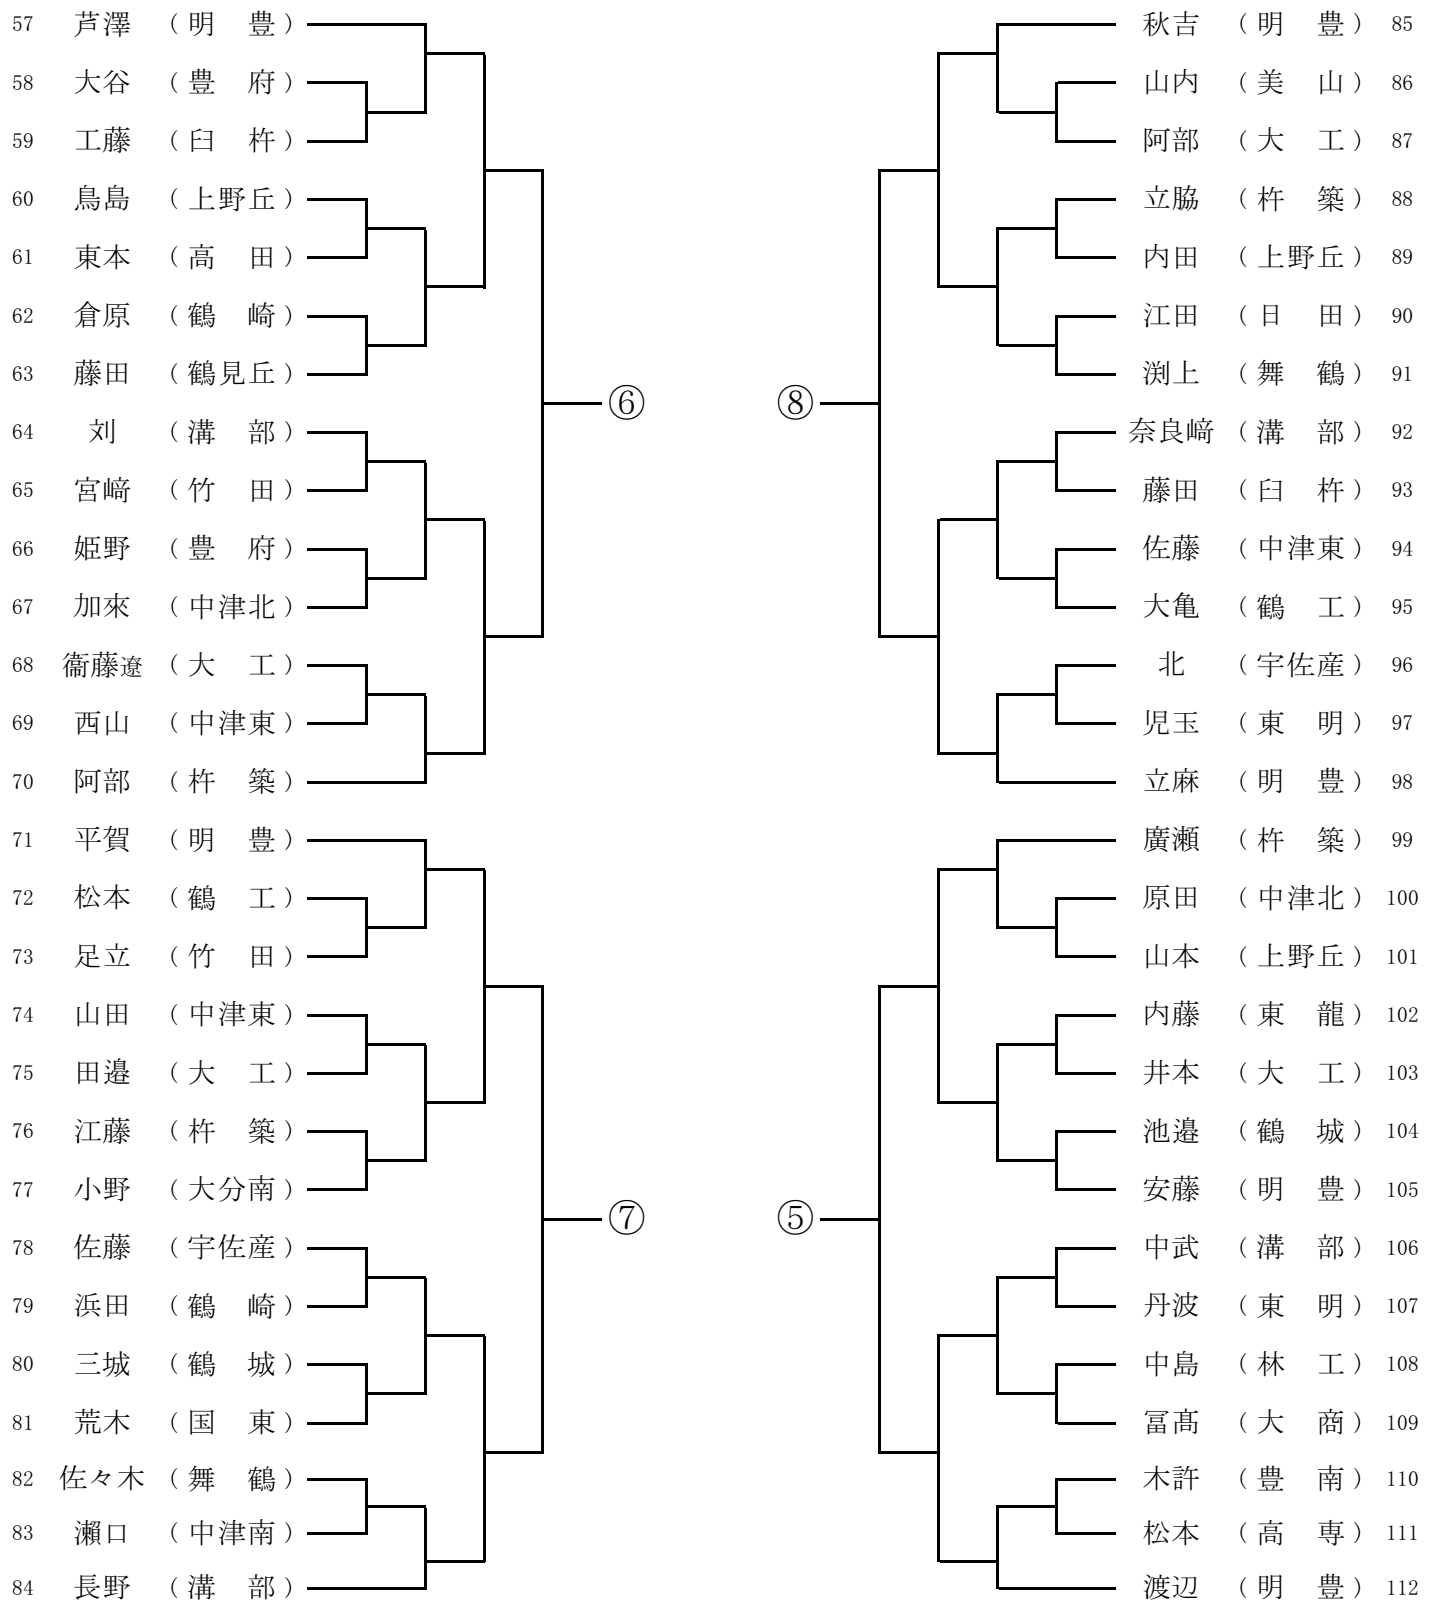 57 芦澤 （明　豊）
58 大谷 （豊　府）
59 工藤 （臼　杵）
60 鳥島 （上野丘）
61 東本 （高　田）
62 倉原 （鶴　崎）
63 藤田 （鶴見丘）
⑥
64 刘 （溝　部）
65 宮﨑 （竹　田）
66 姫野 （豊　府）
67 加來 （中津北）
68 衞藤遼 （大　工）
69 西山 （中津東）
70 阿部 （杵　築）
71 平賀 （明　豊）
72 松本 （鶴　工）
73 足立 （竹　田）
74 山田 （中津東）
75 田邉 （大　工）
76 江藤 （杵　築）
77 小野 （大分南）
⑦
78 佐藤 （宇佐産）
79 浜田 （鶴　崎）
80 三城 （鶴　城）
81 荒木 （国　東）
82 佐々木 （舞　鶴）
83 瀬口 （中津南）
84 長野 （溝　部）
秋吉 （明　豊） 85
山内 （美　山） 86
阿部 （大　工） 87
立脇 （杵　築） 88
内田 （上野丘） 89
江田 （日　田） 90
渕上 （舞　鶴） 91
⑧
奈良﨑 （溝　部） 92
藤田 （臼　杵） 93
佐藤 （中津東） 94
大亀 （鶴　工） 95
北 （宇佐産） 96
児玉 （東　明） 97
立麻 （明　豊） 98
廣瀬 （杵　築） 99
原田 （中津北） 100
山本 （上野丘） 101
内藤 （東　龍） 102
井本 （大　工） 103
池邉 （鶴　城） 104
安藤 （明　豊） 105
⑤
中武 （溝　部） 106
丹波 （東　明） 107
中島 （林　工） 108
冨髙 （大　商） 109
木許 （豊　南） 110
松本 （高　専） 111
渡辺 （明　豊） 112